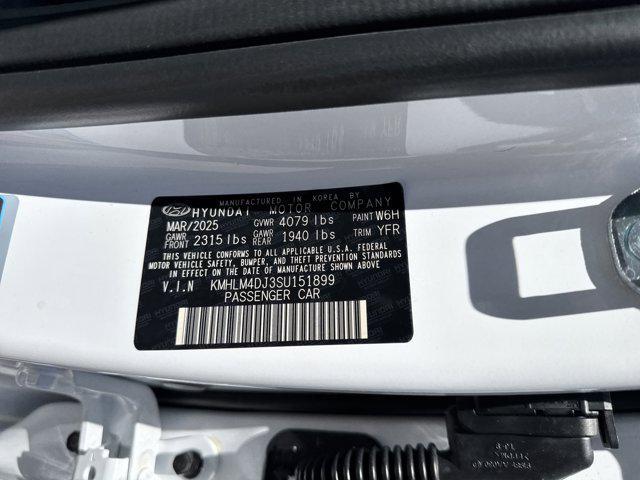 MANUFACTURED IN KOREA BY
HYUNDAI MOTOR COMPANY
MAR/2025 GVWR 4079 lbs PAINT W6H
GAWR FRONT 2315 lbs GAWR REAR 1940 lbs TRIM YFR
THIS VEHICLE CONFORMS TO ALL APPLICABLE U.S.A. FEDERAL
MOTOR VEHICLE SAFETY, BUMPER, AND THEFT PREVENTION STANDARDS
IN EFFECT ON THE DATE OF MANUFACTURE SHOWN ABOVE.
V.I.N KMHLM4DJ3SU151899
PASSENGER CAR